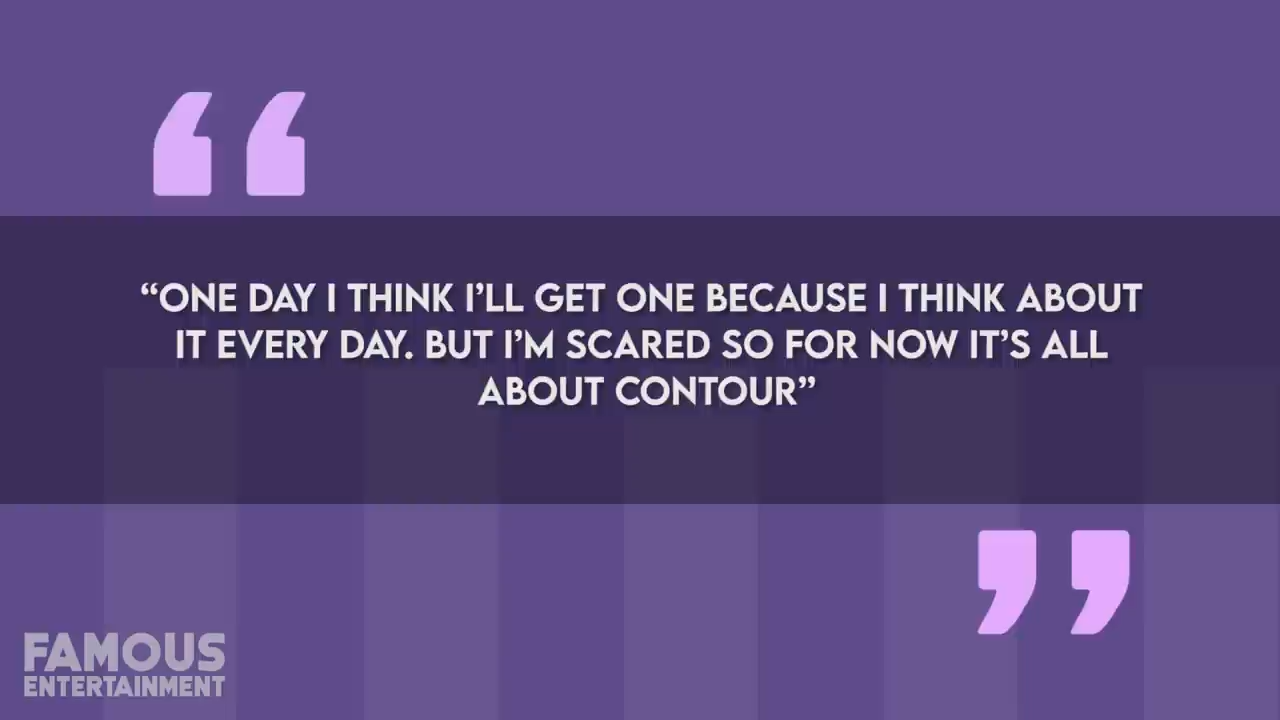 “ONE DAY I THINK I’LL GET ONE BECAUSE I THINK ABOUT
IT EVERY DAY. BUT I’M SCARED SO FOR NOW IT’S ALL
ABOUT CONTOUR”
FAMOUS
ENTERTAINMENT